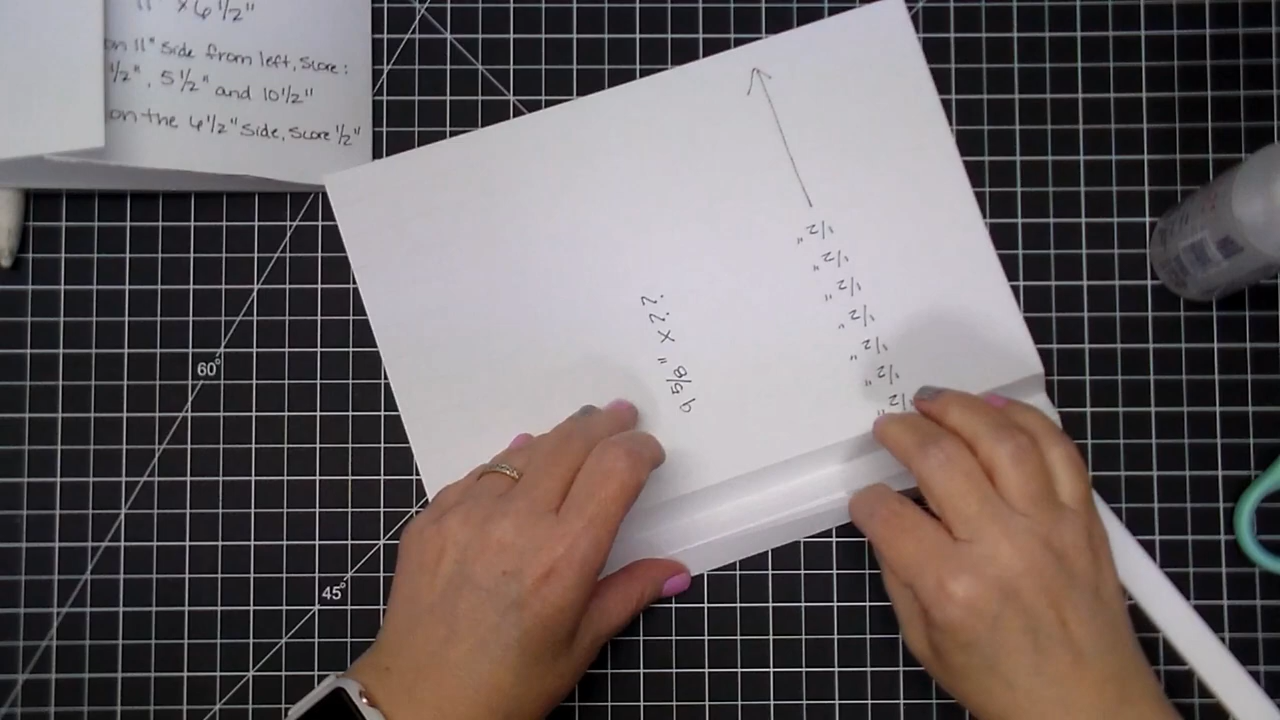 11" x 6 1/2"
on 11" side from left, score:
1/2", 5 1/2" and 10 1/2"
on the 6 1/2" side, score 1/2"
9 5/8" x ??
1/2"
1/2"
1/2"
1/2"
1/2"
1/2"
1/2"
60°
45°